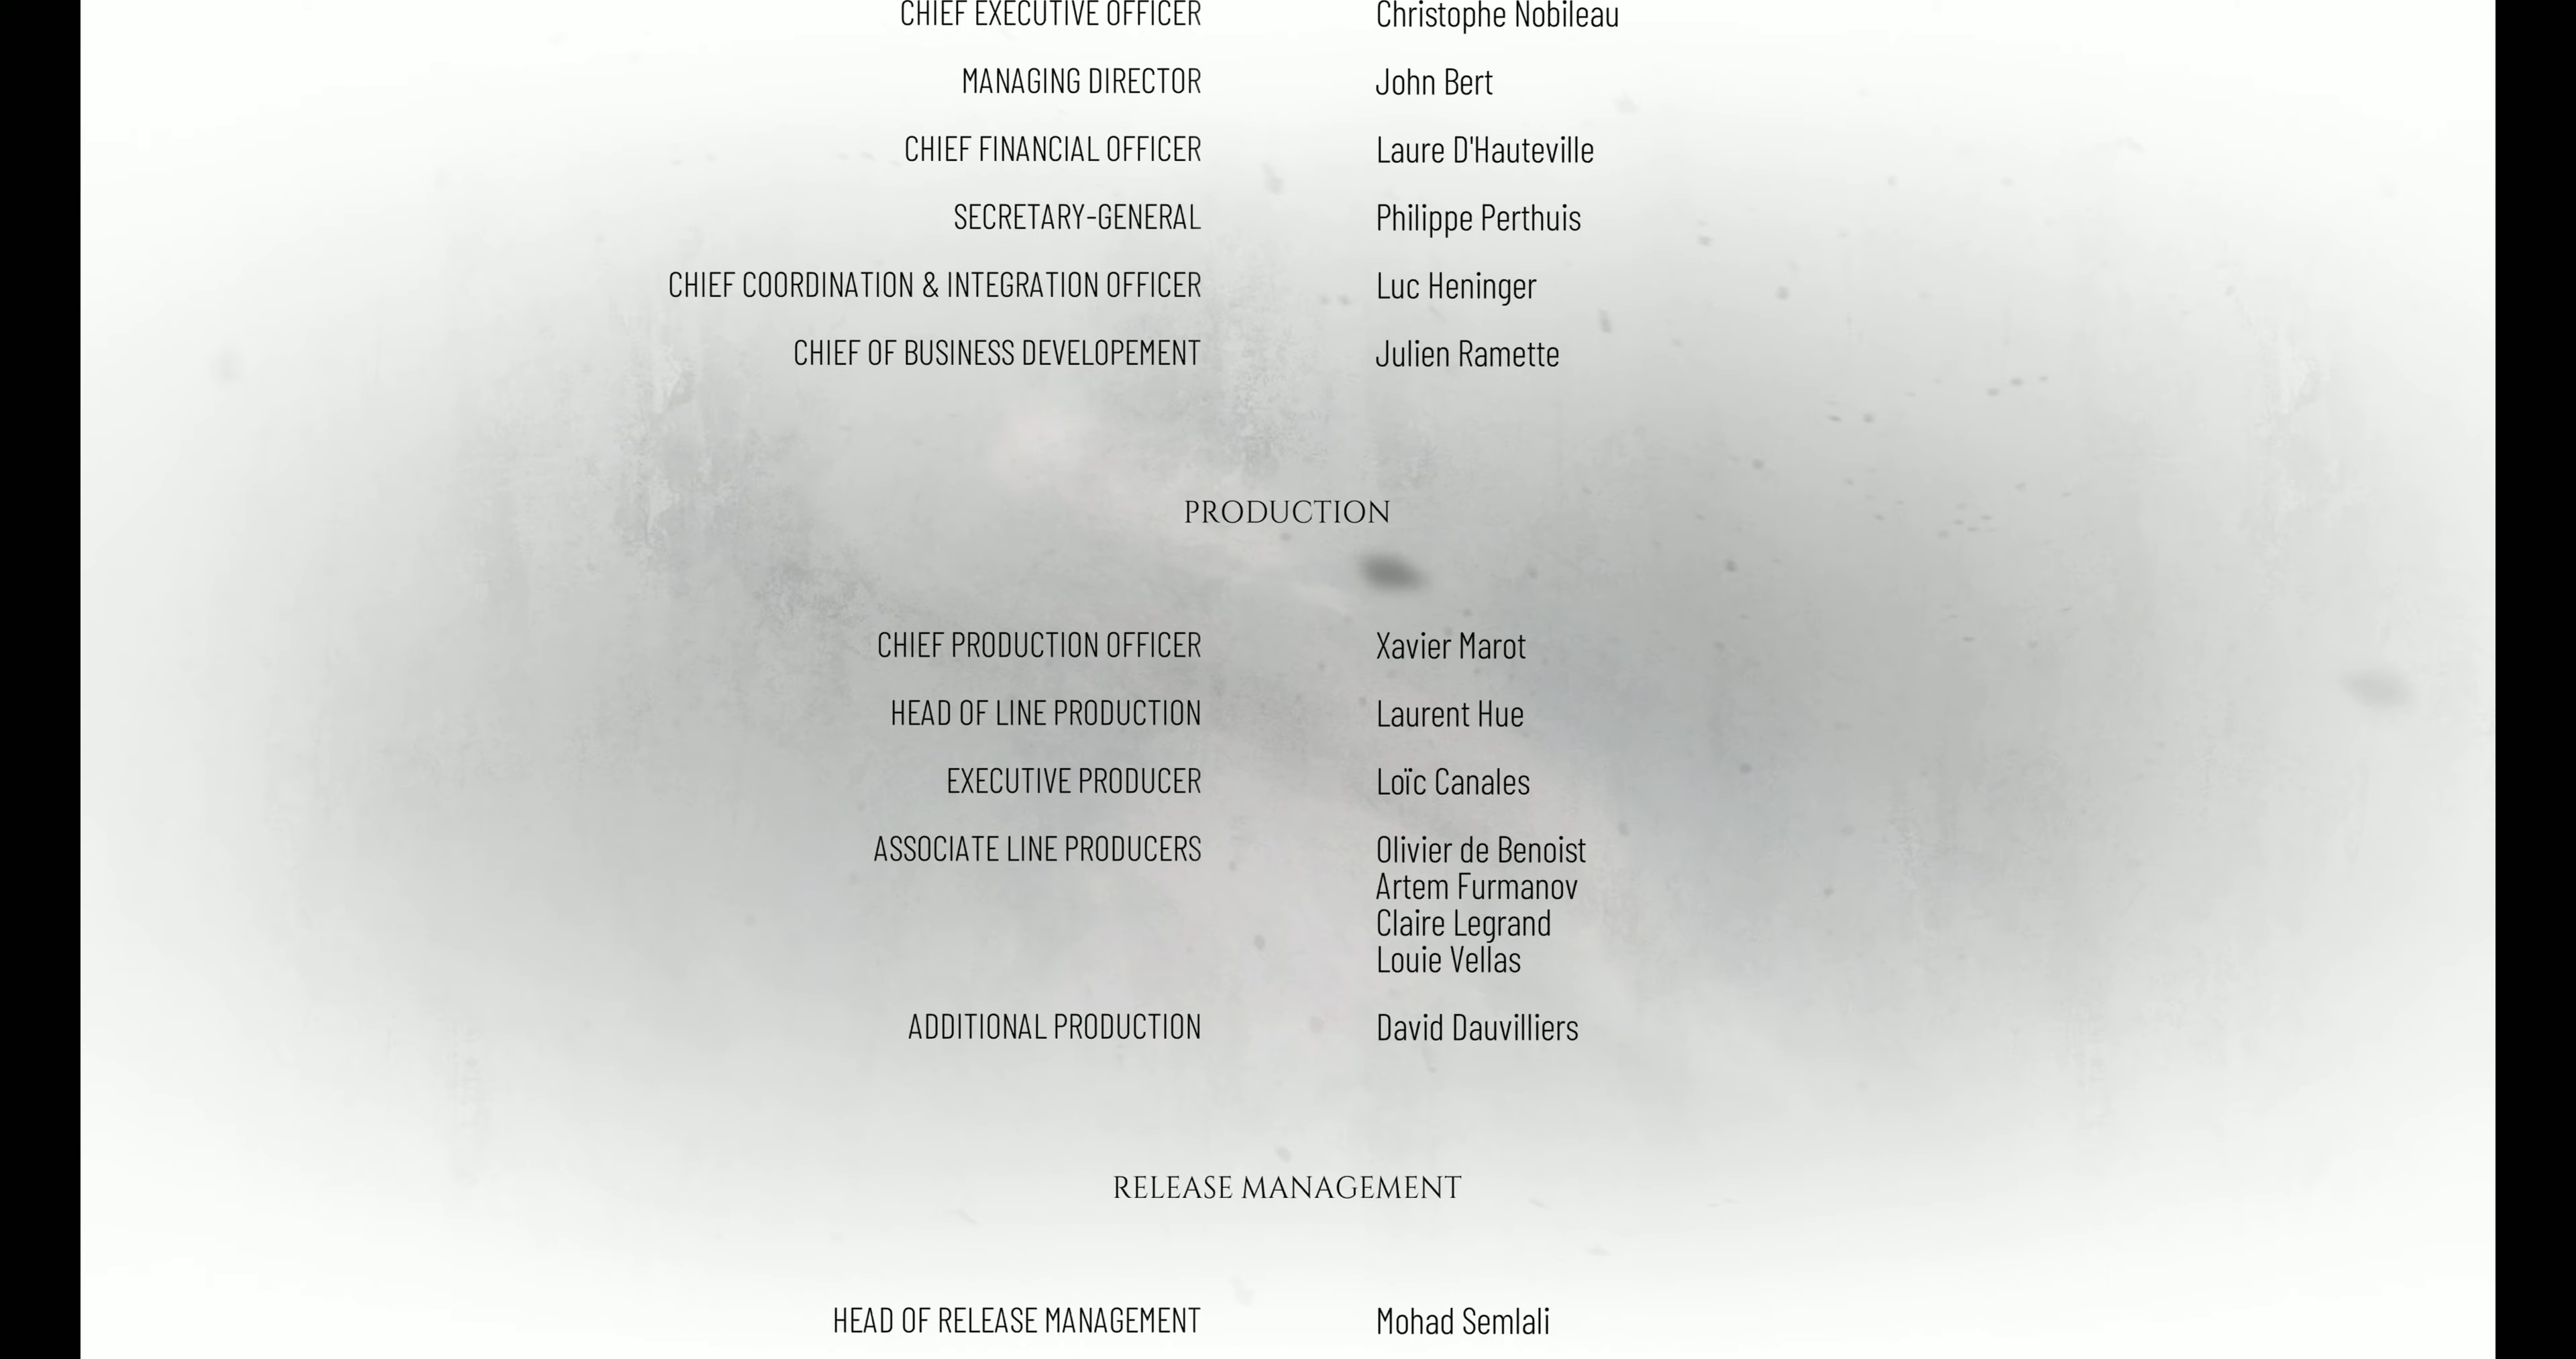 CHIEF EXECUTIVE OFFICER Christophe Nobileau
MANAGING DIRECTOR John Bert
CHIEF FINANCIAL OFFICER Laure D'Hauteville
SECRETARY-GENERAL Philippe Perthuis
CHIEF COORDINATION & INTEGRATION OFFICER Luc Heninger
CHIEF OF BUSINESS DEVELOPEMENT Julien Ramette
PRODUCTION
CHIEF PRODUCTION OFFICER Xavier Marot
HEAD OF LINE PRODUCTION Laurent Hue
EXECUTIVE PRODUCER Loïc Canales
ASSOCIATE LINE PRODUCERS Olivier de Benoist
Artem Furmanov
Claire Legrand
Louie Vellas
ADDITIONAL PRODUCTION David Dauvilliers
RELEASE MANAGEMENT
HEAD OF RELEASE MANAGEMENT Mohad Semlali